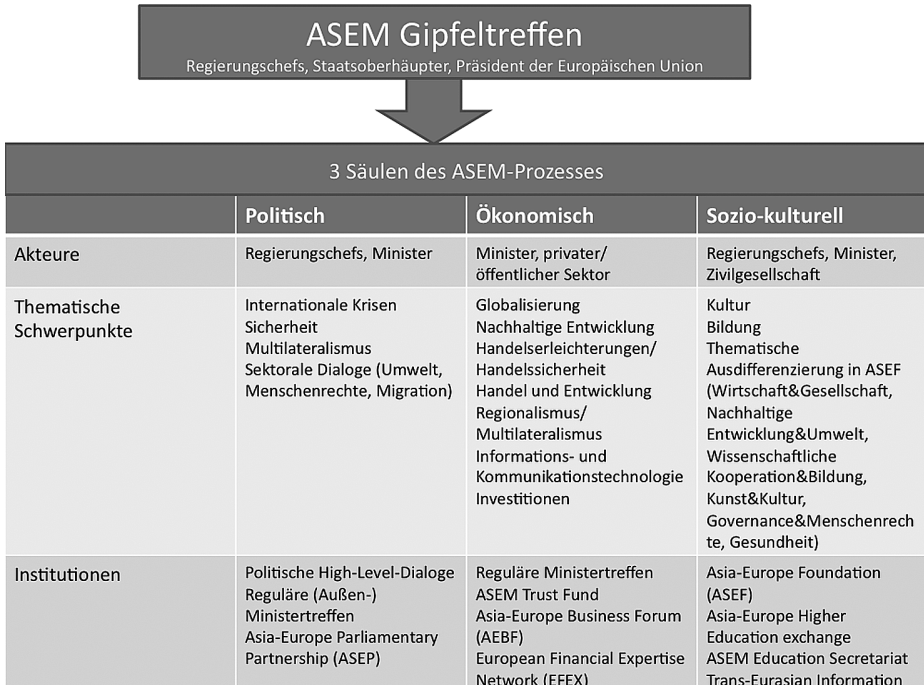 ASEM Gipfeltreffen
Regierungschefs, Staatsoberhäupter, Präsident der Europäischen Union
3 Säulen des ASEM-Prozesses
Politisch
Ökonomisch
Sozio-kulturell
Akteure
Regierungschefs, Minister
Minister, privater/
öffentlicher Sektor
Regierungschefs, Minister,
Zivilgesellschaft
Thematische
Schwerpunkte
Internationale Krisen
Sicherheit
Multilateralismus
Sektorale Dialoge (Umwelt,
Menschenrechte, Migration)
Globalisierung
Nachhaltige Entwicklung
Handelserleichterungen/
Handelssicherheit
Handel und Entwicklung
Regionalismus/
Multilateralismus
Informations- und
Kommunikationstechnologie
Investitionen
Kultur
Bildung
Thematische
Ausdifferenzierung in ASEF
(Wirtschaft&Gesellschaft,
Nachhaltige
Entwicklung&Umwelt,
Wissenschaftliche
Kooperation&Bildung,
Kunst&Kultur,
Governance&Menschenrech
te, Gesundheit)
Institutionen
Politische High-Level-Dialoge
Reguläre (Außen-)
Ministertreffen
Asia-Europe Parliamentary
Partnership (ASEP)
Reguläre Ministertreffen
ASEM Trust Fund
Asia-Europe Business Forum
(AEBF)
European Financial Expertise
Network (EFEX)
Asia-Europe Foundation
(ASEF)
Asia-Europe Higher
Education exchange
ASEM Education Secretariat
Trans-Eurasian Information